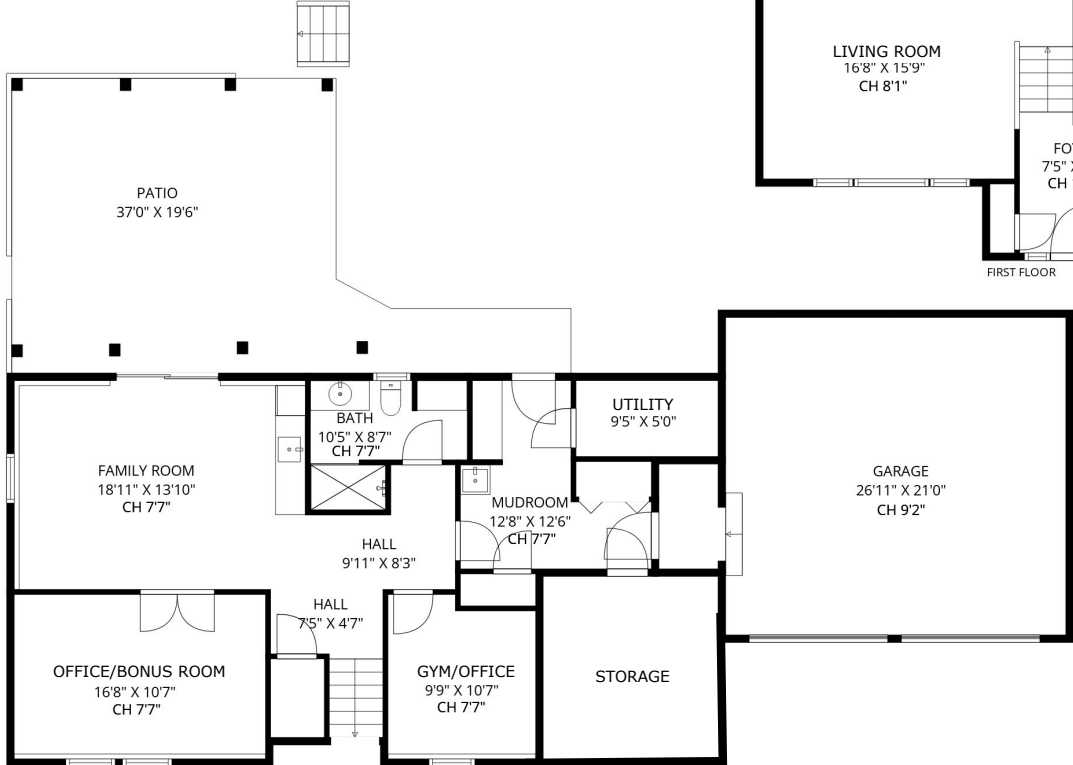 LIVING ROOM
16'8" X 15'9"
CH 8'1"
7'5" X
CH
FIRST FLOOR
PATIO
37'0" X 19'6"
BATH
10'5" X 8'7"
CH 7'7"
UTILITY
9'5" X 5'0"
FAMILY ROOM
18'11" X 13'10"
CH 7'7"
MUDROOM
12'8" X 12'6"
CH 7'7"
GARAGE
26'11" X 21'0"
CH 9'2"
HALL
9'11" X 8'3"
HALL
7'5" X 4'7"
OFFICE/BONUS ROOM
16'8" X 10'7"
CH 7'7"
GYM/OFFICE
9'9" X 10'7"
CH 7'7"
STORAGE